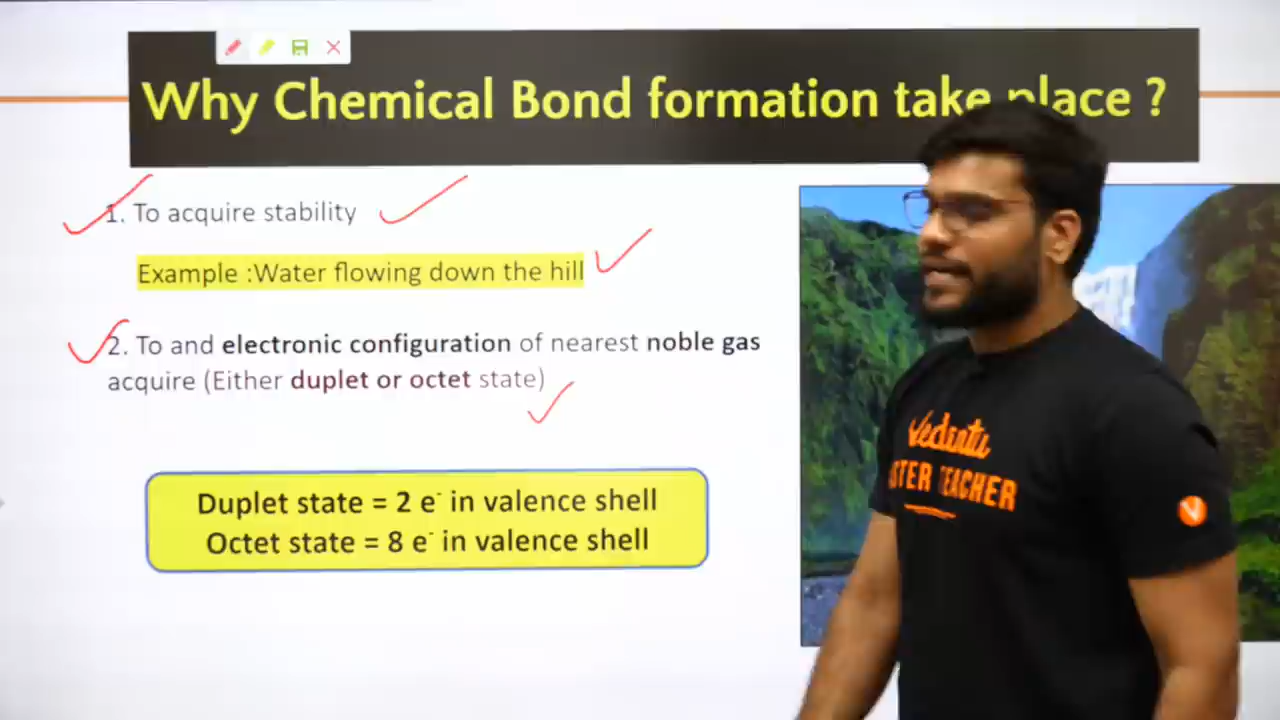 Why Chemical Bond formation take place ?
1. To acquire stability
Example :Water flowing down the hill
2. To and electronic configuration of nearest noble gas
acquire (Either duplet or octet state)
Duplet state = 2 e⁻ in valence shell
Octet state = 8 e⁻ in valence shell
Vedantu
STER TEACHER